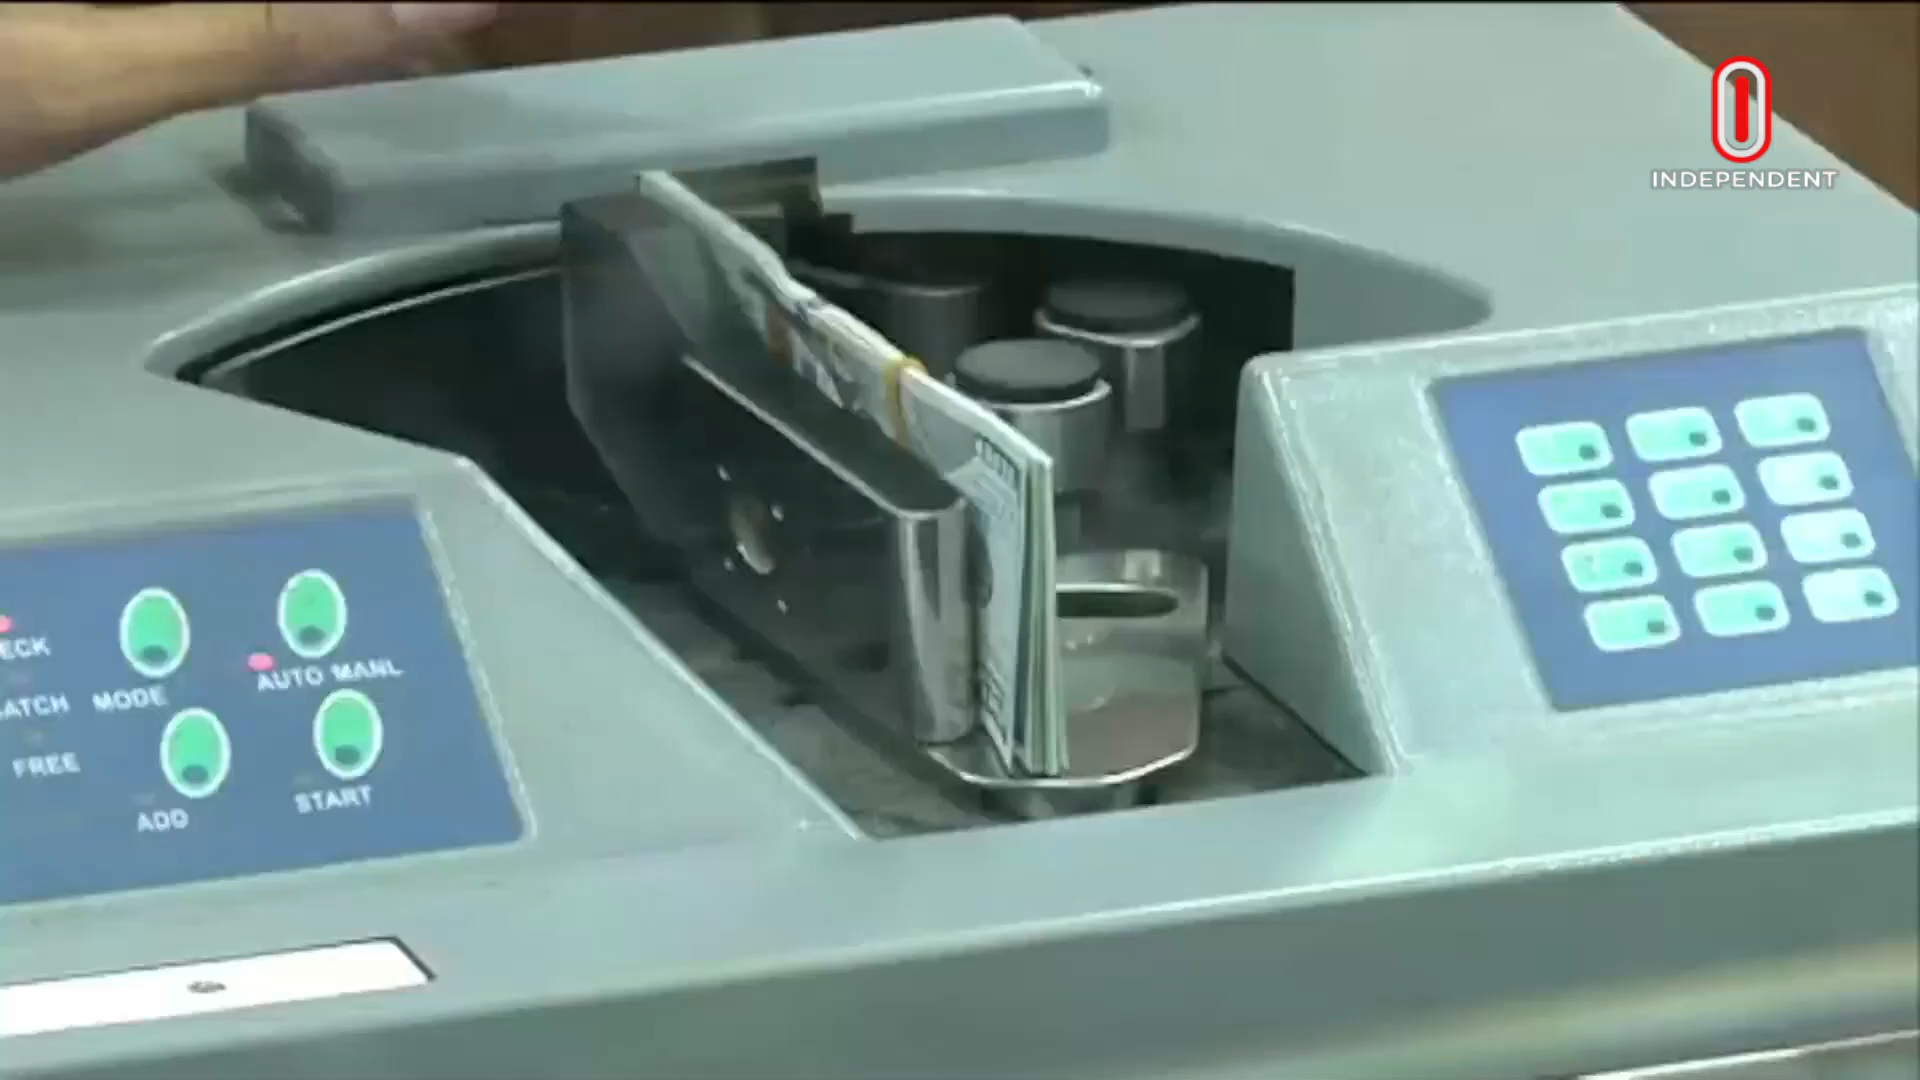 INDEPENDENT
ECK
ATCH
MODE
AUTO MANL
FREE
ADD
START